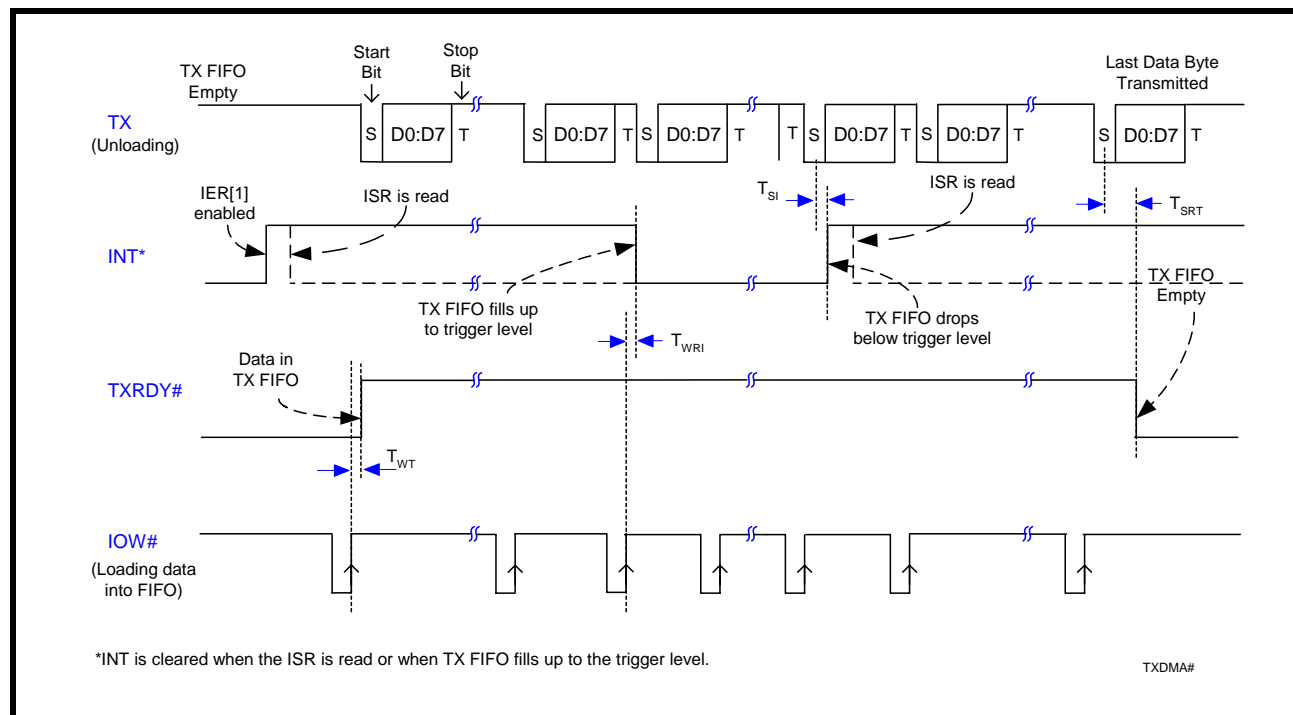 TX FIFO
Empty
Start
Bit
Stop
Bit
Last Data Byte
Transmitted
TX
(Unloading)
S D0:D7 T S D0:D7 T S D0:D7 T T S D0:D7 T S D0:D7 T S D0:D7 T
IER[1]
enabled
ISR is read
TSI
ISR is read
TSRT
INT*
TX FIFO fills up
to trigger level
TX FIFO drops
below trigger level
TX FIFO
Empty
TWRI
Data in
TX FIFO
TXRDY#
TWT
IOW#
(Loading data
into FIFO)
*INT is cleared when the ISR is read or when TX FIFO fills up to the trigger level.
TXDMA#